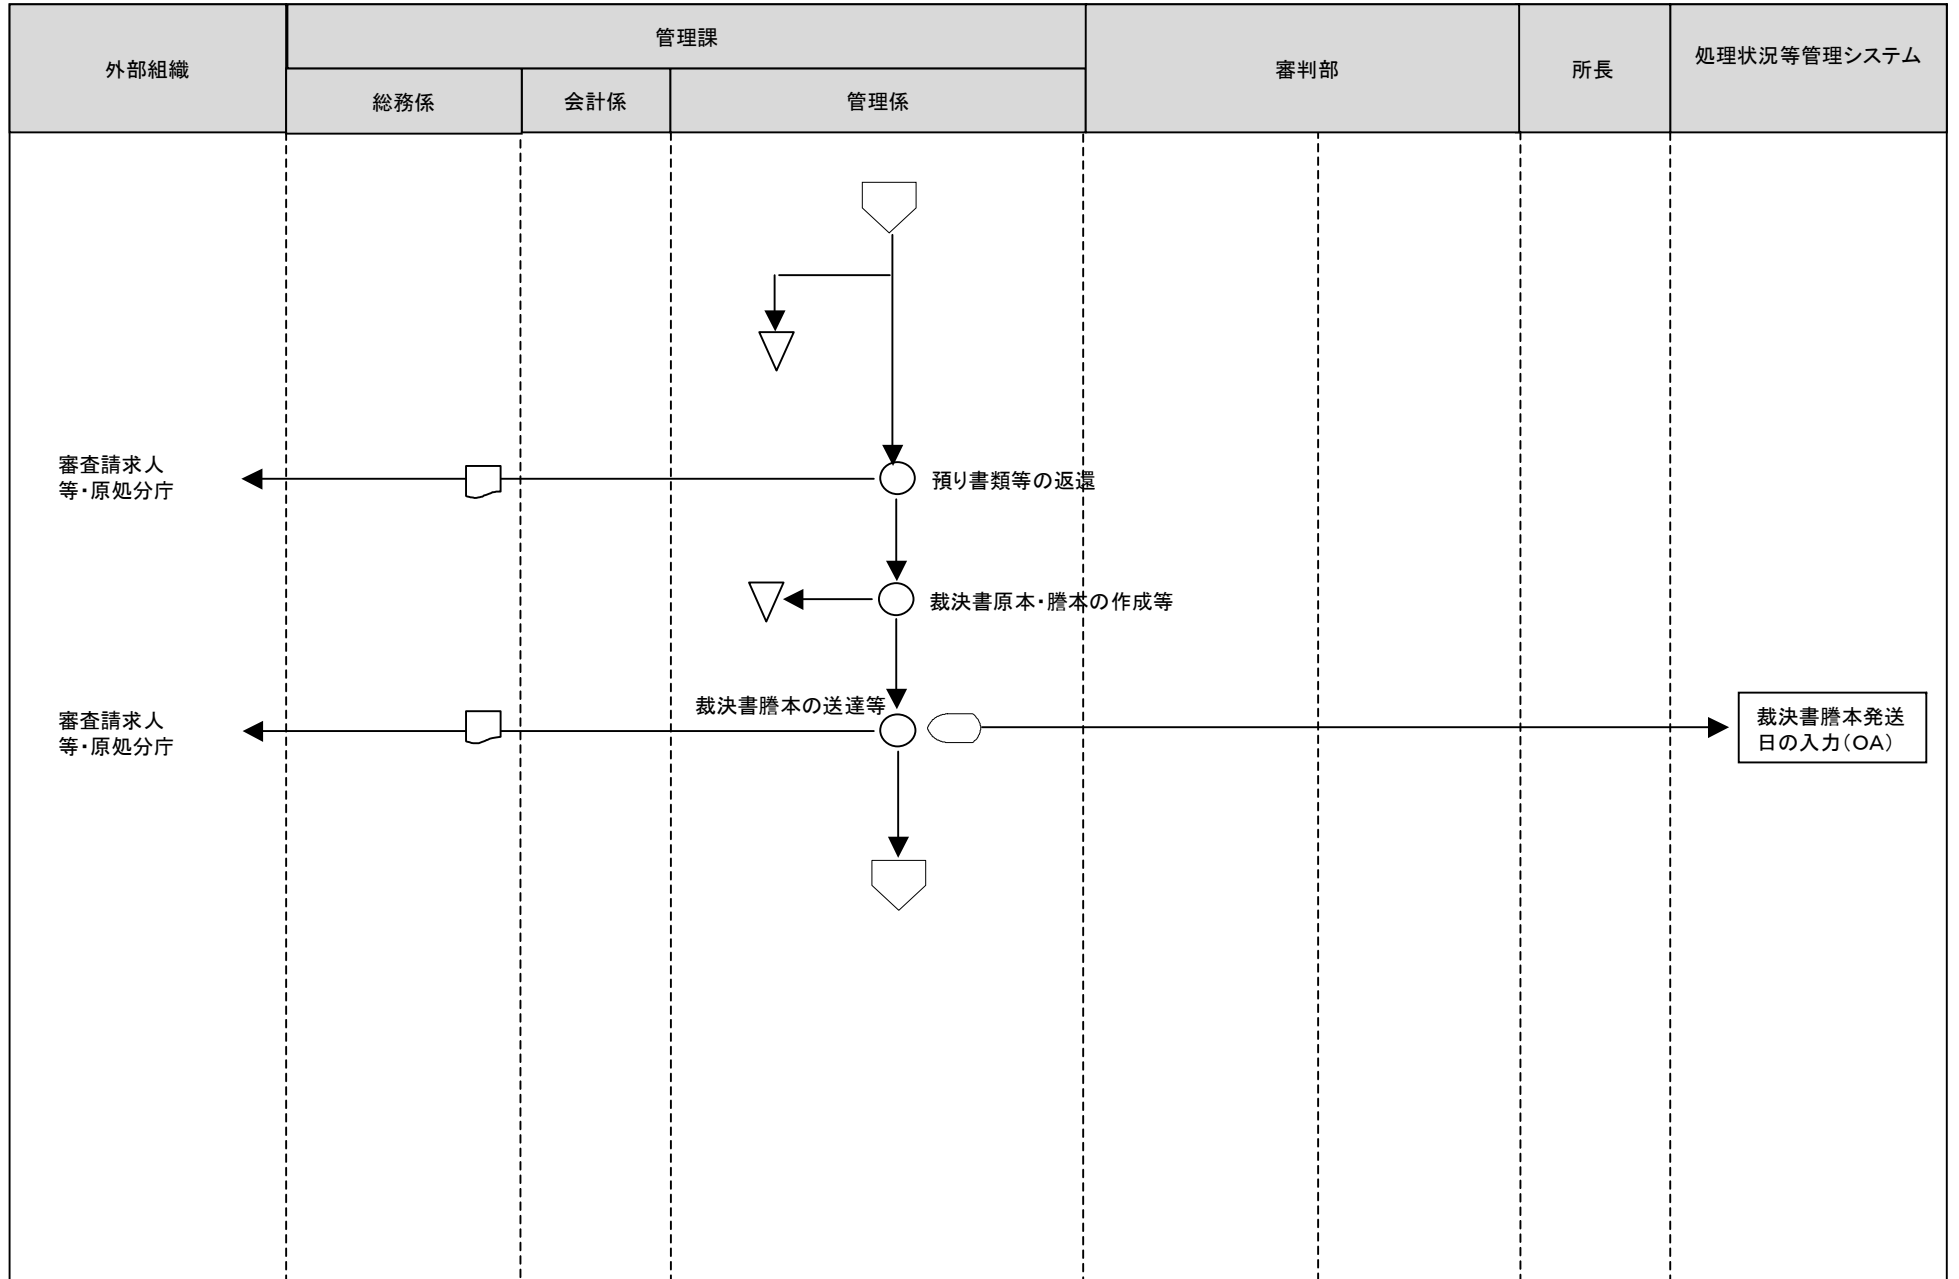 外部組織
管理課
審判部
所長
処理状況等管理システム
総務係
会計係
管理係
審査請求人
等・原処分庁
預り書類等の返還
裁決書原本・謄本の作成等
審査請求人
等・原処分庁
裁決書謄本の送達等
裁決書謄本発送
日の入力(OA)